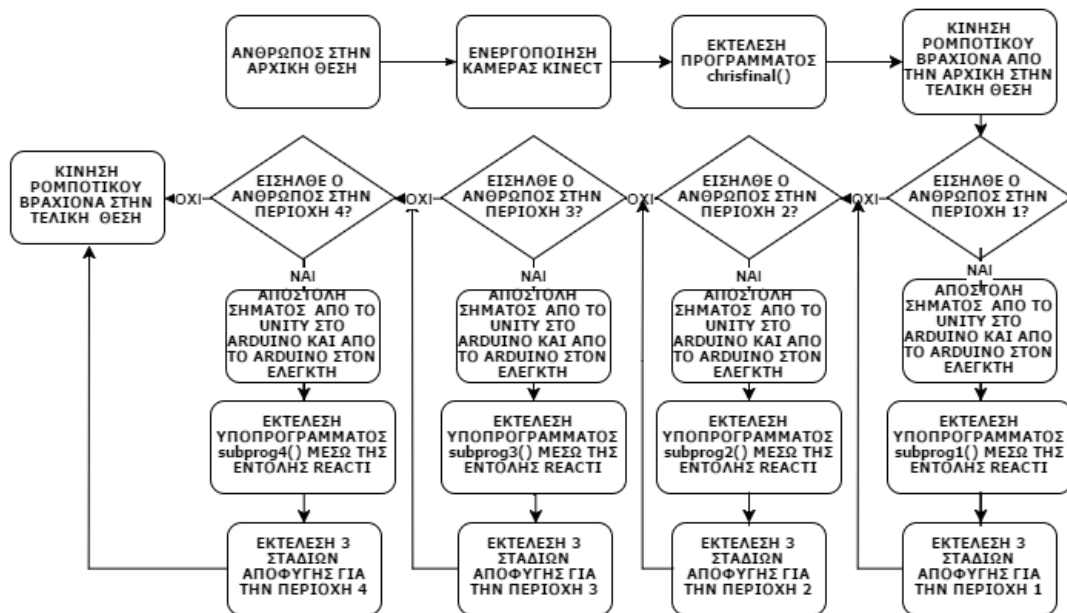 ΑΝΘΡΩΠΟΣ ΣΤΗΝ
ΑΡΧΙΚΗ ΘΕΣΗ
ΕΝΕΡΓΟΠΟΙΗΣΗ
ΚΑΜΕΡΑΣ KINECT
ΕΚΤΕΛΕΣΗ
ΠΡΟΓΡΑΜΜΑΤΟΣ
chrisfinal()
ΚΙΝΗΣΗ
ΡΟΜΠΟΤΙΚΟΥ
ΒΡΑΧΙΟΝΑ ΑΠΟ
ΤΗΝ ΑΡΧΙΚΗ ΣΤΗΝ
ΤΕΛΙΚΗ ΘΕΣΗ
ΚΙΝΗΣΗ
ΡΟΜΠΟΤΙΚΟΥ
ΒΡΑΧΙΟΝΑ ΣΤΗΝ
ΤΕΛΙΚΗ ΘΕΣΗ
ΟΧΙ
ΕΙΣΗΛΘΕ Ο
ΑΝΘΡΩΠΟΣ ΣΤΗΝ
ΠΕΡΙΟΧΗ 4?
ΟΧΙ
ΕΙΣΗΛΘΕ Ο
ΑΝΘΡΩΠΟΣ ΣΤΗΝ
ΠΕΡΙΟΧΗ 3?
ΟΧΙ
ΕΙΣΗΛΘΕ Ο
ΑΝΘΡΩΠΟΣ ΣΤΗΝ
ΠΕΡΙΟΧΗ 2?
ΟΧΙ
ΕΙΣΗΛΘΕ Ο
ΑΝΘΡΩΠΟΣ ΣΤΗΝ
ΠΕΡΙΟΧΗ 1?
ΝΑΙ
ΝΑΙ
ΝΑΙ
ΝΑΙ
ΑΠΟΣΤΟΛΗ
ΣΗΜΑΤΟΣ ΑΠΟ ΤΟ
UNITY ΣΤΟ
ARDUINO ΚΑΙ ΑΠΟ
ΤΟ ARDUINO ΣΤΟΝ
ΕΛΕΓΚΤΗ
ΑΠΟΣΤΟΛΗ
ΣΗΜΑΤΟΣ ΑΠΟ ΤΟ
UNITY ΣΤΟ
ARDUINO ΚΑΙ ΑΠΟ
ΤΟ ARDUINO ΣΤΟΝ
ΕΛΕΓΚΤΗ
ΑΠΟΣΤΟΛΗ
ΣΗΜΑΤΟΣ ΑΠΟ ΤΟ
UNITY ΣΤΟ
ARDUINO ΚΑΙ ΑΠΟ
ΤΟ ARDUINO ΣΤΟΝ
ΕΛΕΓΚΤΗ
ΑΠΟΣΤΟΛΗ
ΣΗΜΑΤΟΣ ΑΠΟ ΤΟ
UNITY ΣΤΟ
ARDUINO ΚΑΙ ΑΠΟ
ΤΟ ARDUINO ΣΤΟΝ
ΕΛΕΓΚΤΗ
ΕΚΤΕΛΕΣΗ
ΥΠΟΠΡΟΓΡΑΜΜΑΤΟΣ
subprog4() ΜΕΣΩ ΤΗΣ
ΕΝΤΟΛΗΣ REACTI
ΕΚΤΕΛΕΣΗ
ΥΠΟΠΡΟΓΡΑΜΜΑΤΟΣ
subprog3() ΜΕΣΩ ΤΗΣ
ΕΝΤΟΛΗΣ REACTI
ΕΚΤΕΛΕΣΗ
ΥΠΟΠΡΟΓΡΑΜΜΑΤΟΣ
subprog2() ΜΕΣΩ ΤΗΣ
ΕΝΤΟΛΗΣ REACTI
ΕΚΤΕΛΕΣΗ
ΥΠΟΠΡΟΓΡΑΜΜΑΤΟΣ
subprog1() ΜΕΣΩ ΤΗΣ
ΕΝΤΟΛΗΣ REACTI
ΕΚΤΕΛΕΣΗ 3
ΣΤΑΔΙΩΝ
ΑΠΟΦΥΓΗΣ ΓΙΑ
ΤΗΝ ΠΕΡΙΟΧΗ 4
ΕΚΤΕΛΕΣΗ 3
ΣΤΑΔΙΩΝ
ΑΠΟΦΥΓΗΣ ΓΙΑ
ΤΗΝ ΠΕΡΙΟΧΗ 3
ΕΚΤΕΛΕΣΗ 3
ΣΤΑΔΙΩΝ
ΑΠΟΦΥΓΗΣ ΓΙΑ
ΤΗΝ ΠΕΡΙΟΧΗ 2
ΕΚΤΕΛΕΣΗ 3
ΣΤΑΔΙΩΝ
ΑΠΟΦΥΓΗΣ ΓΙΑ
ΤΗΝ ΠΕΡΙΟΧΗ 1